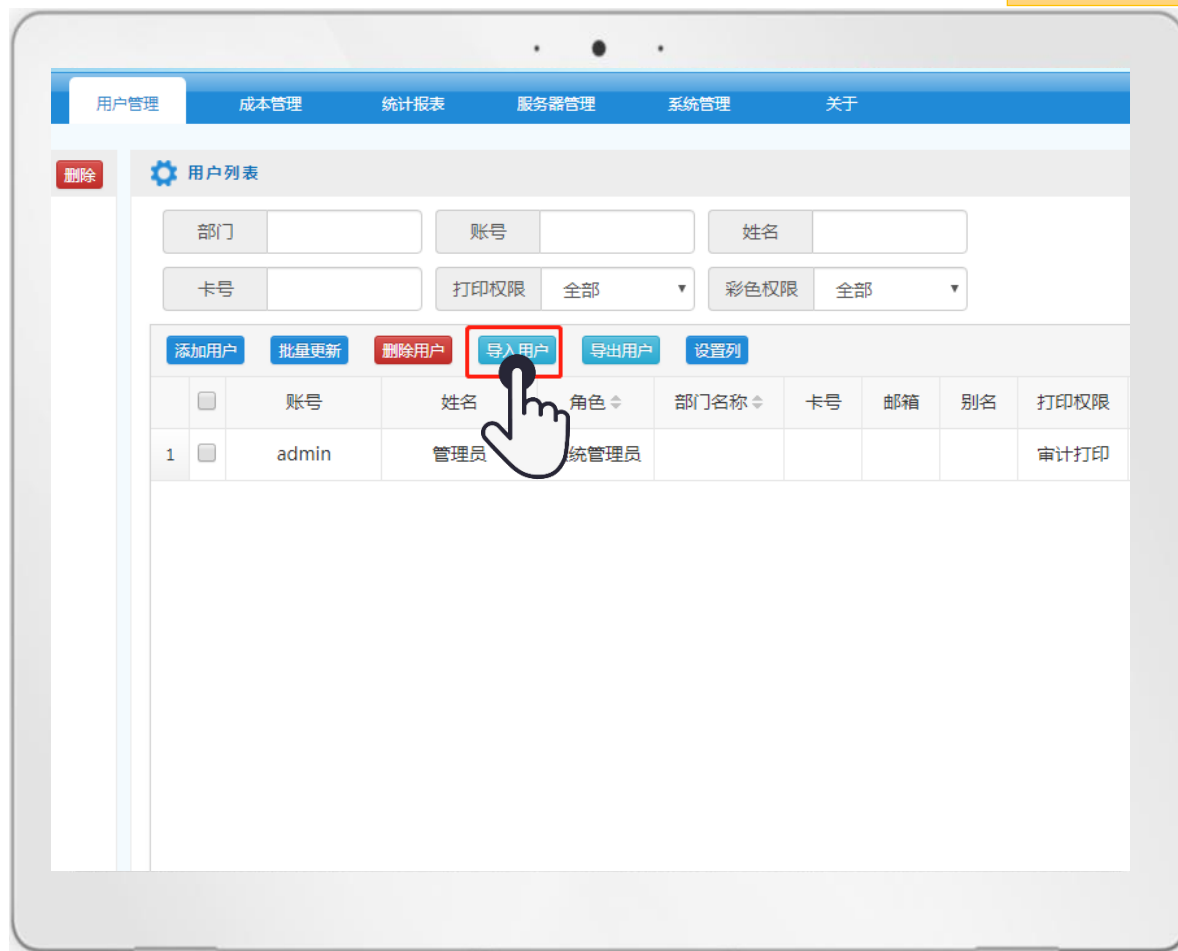 用户管理 成本管理 统计报表 服务器管理 系统管理 关于
删除 用户列表
部门 账号 姓名
卡号 打印权限 全部 彩色权限 全部
添加用户 批量更新 删除用户 导入用户 导出用户 设置列
账号 姓名 角色 部门名称 卡号 邮箱 别名 打印权限
1 admin 管理员 统管理员 审计打印